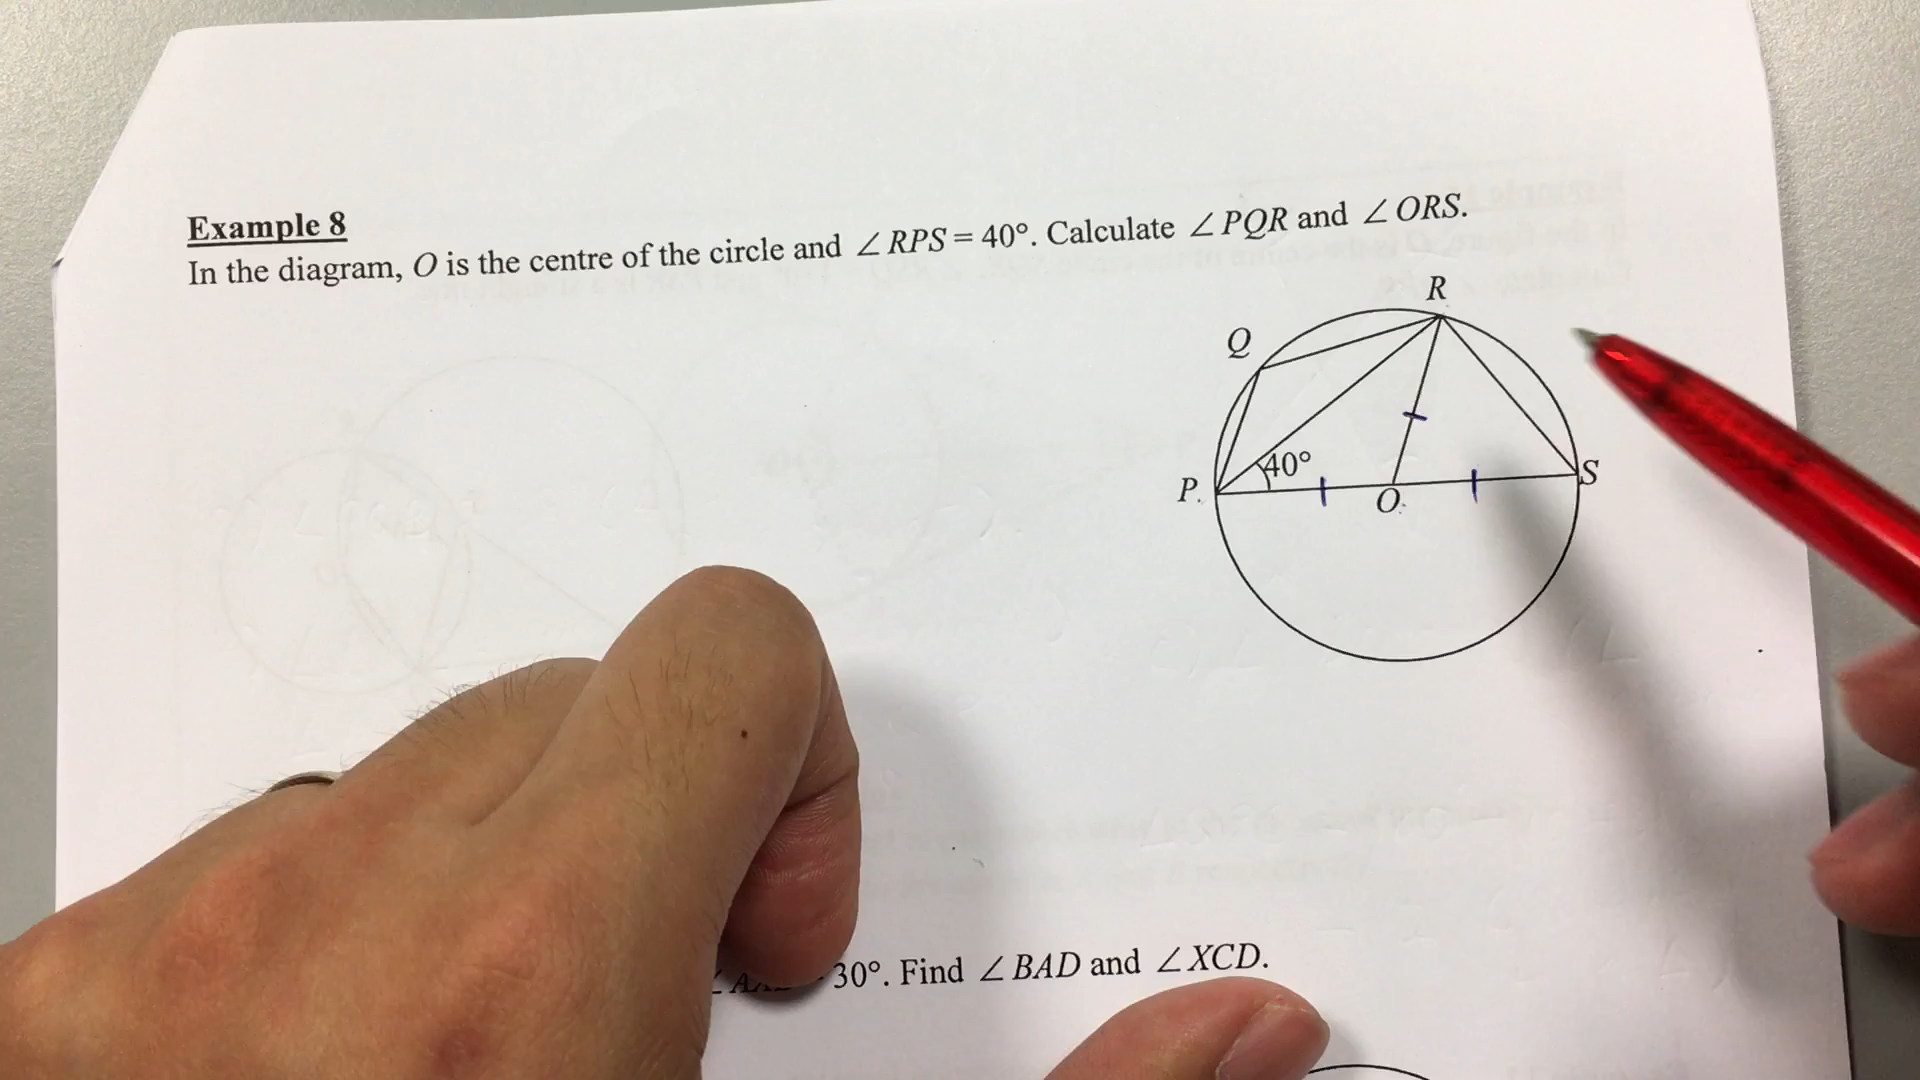 Example 8
In the diagram, O is the centre of the circle and ∠RPS = 40°. Calculate ∠PQR and ∠ORS.
R
Q
40°
P
O
S
30°. Find ∠BAD and ∠XCD.